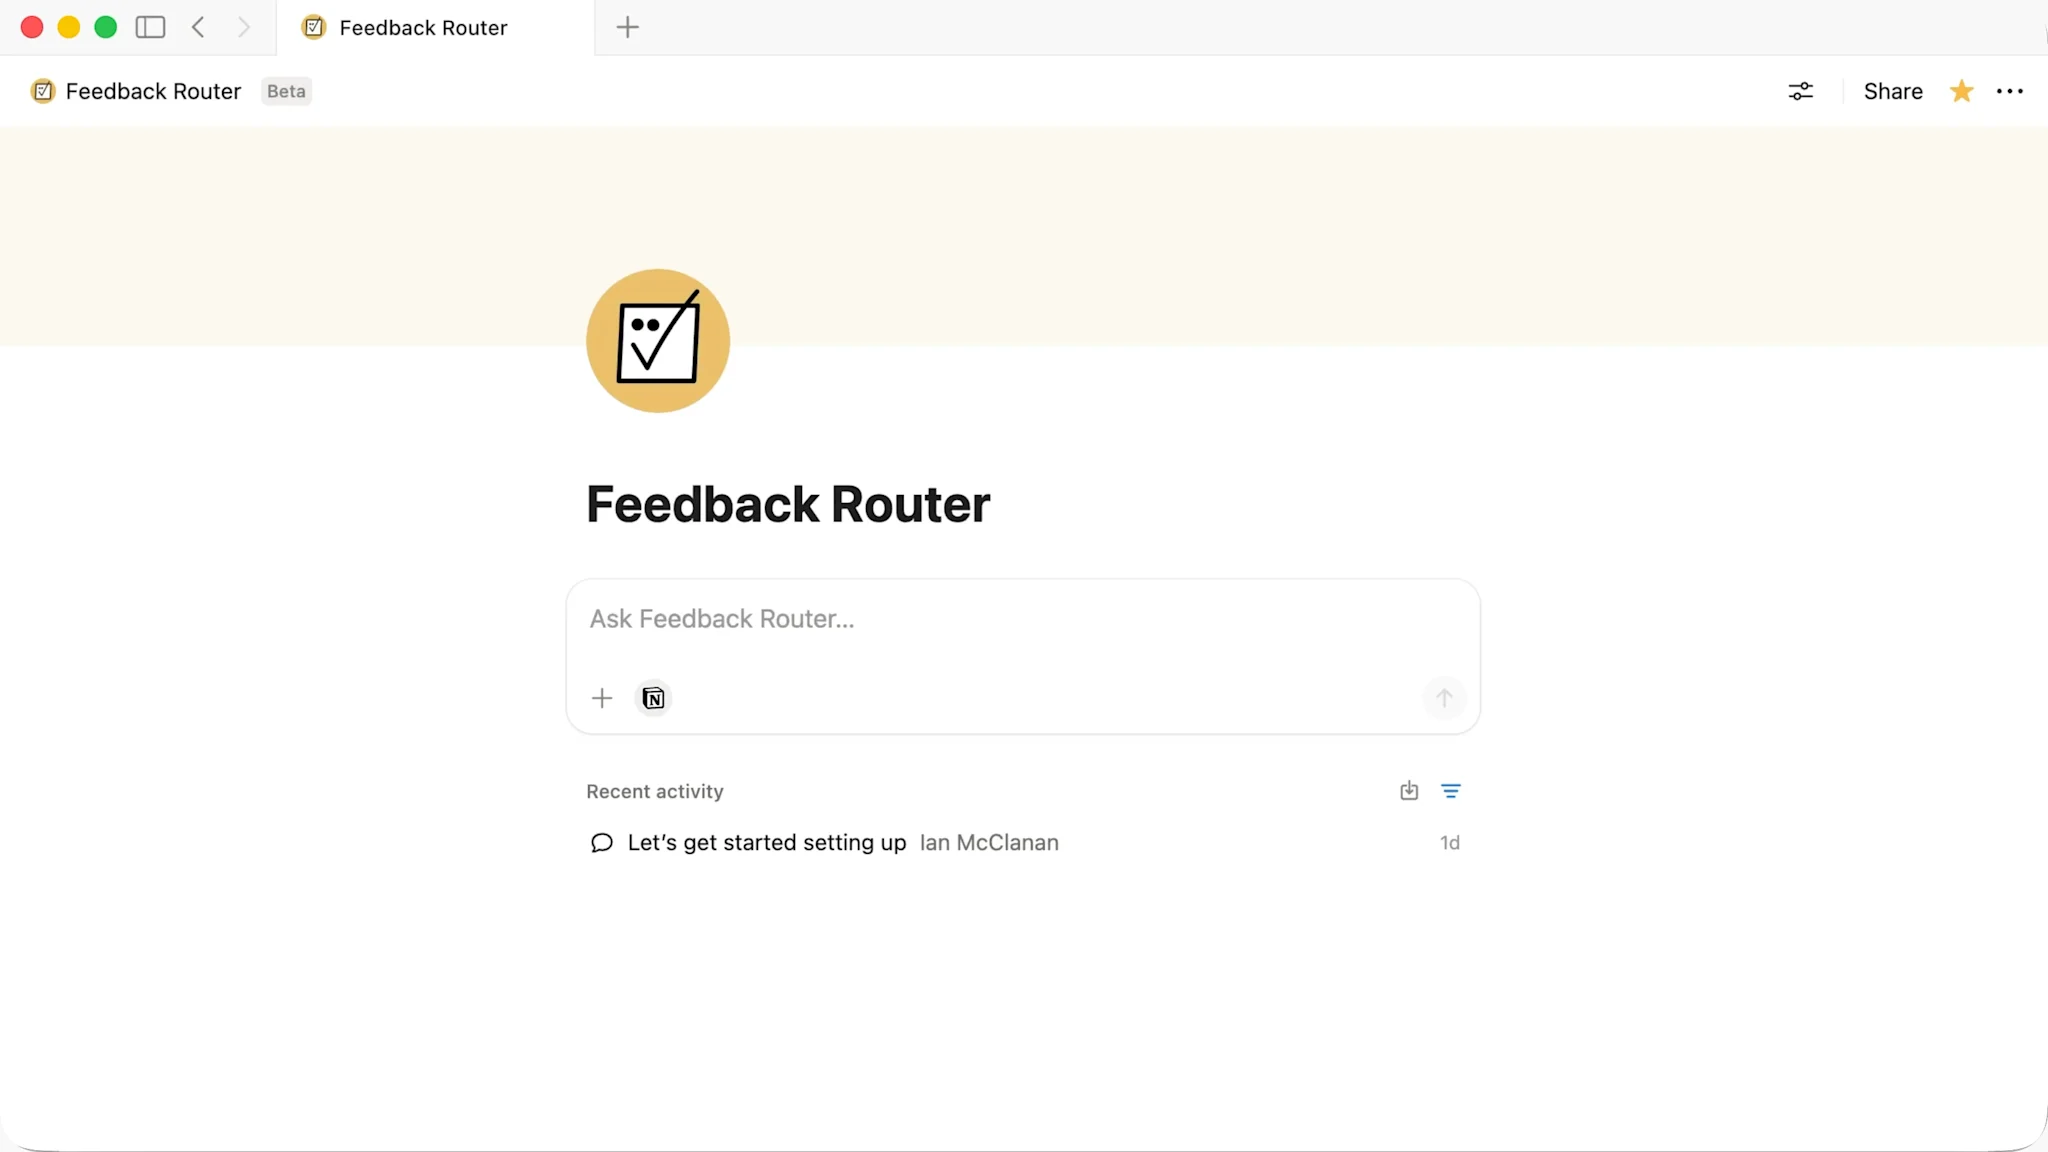 Feedback Router
Feedback Router Beta
Share
Feedback Router
Ask Feedback Router...
N
Recent activity
Let’s get started setting up Ian McClanan 1d